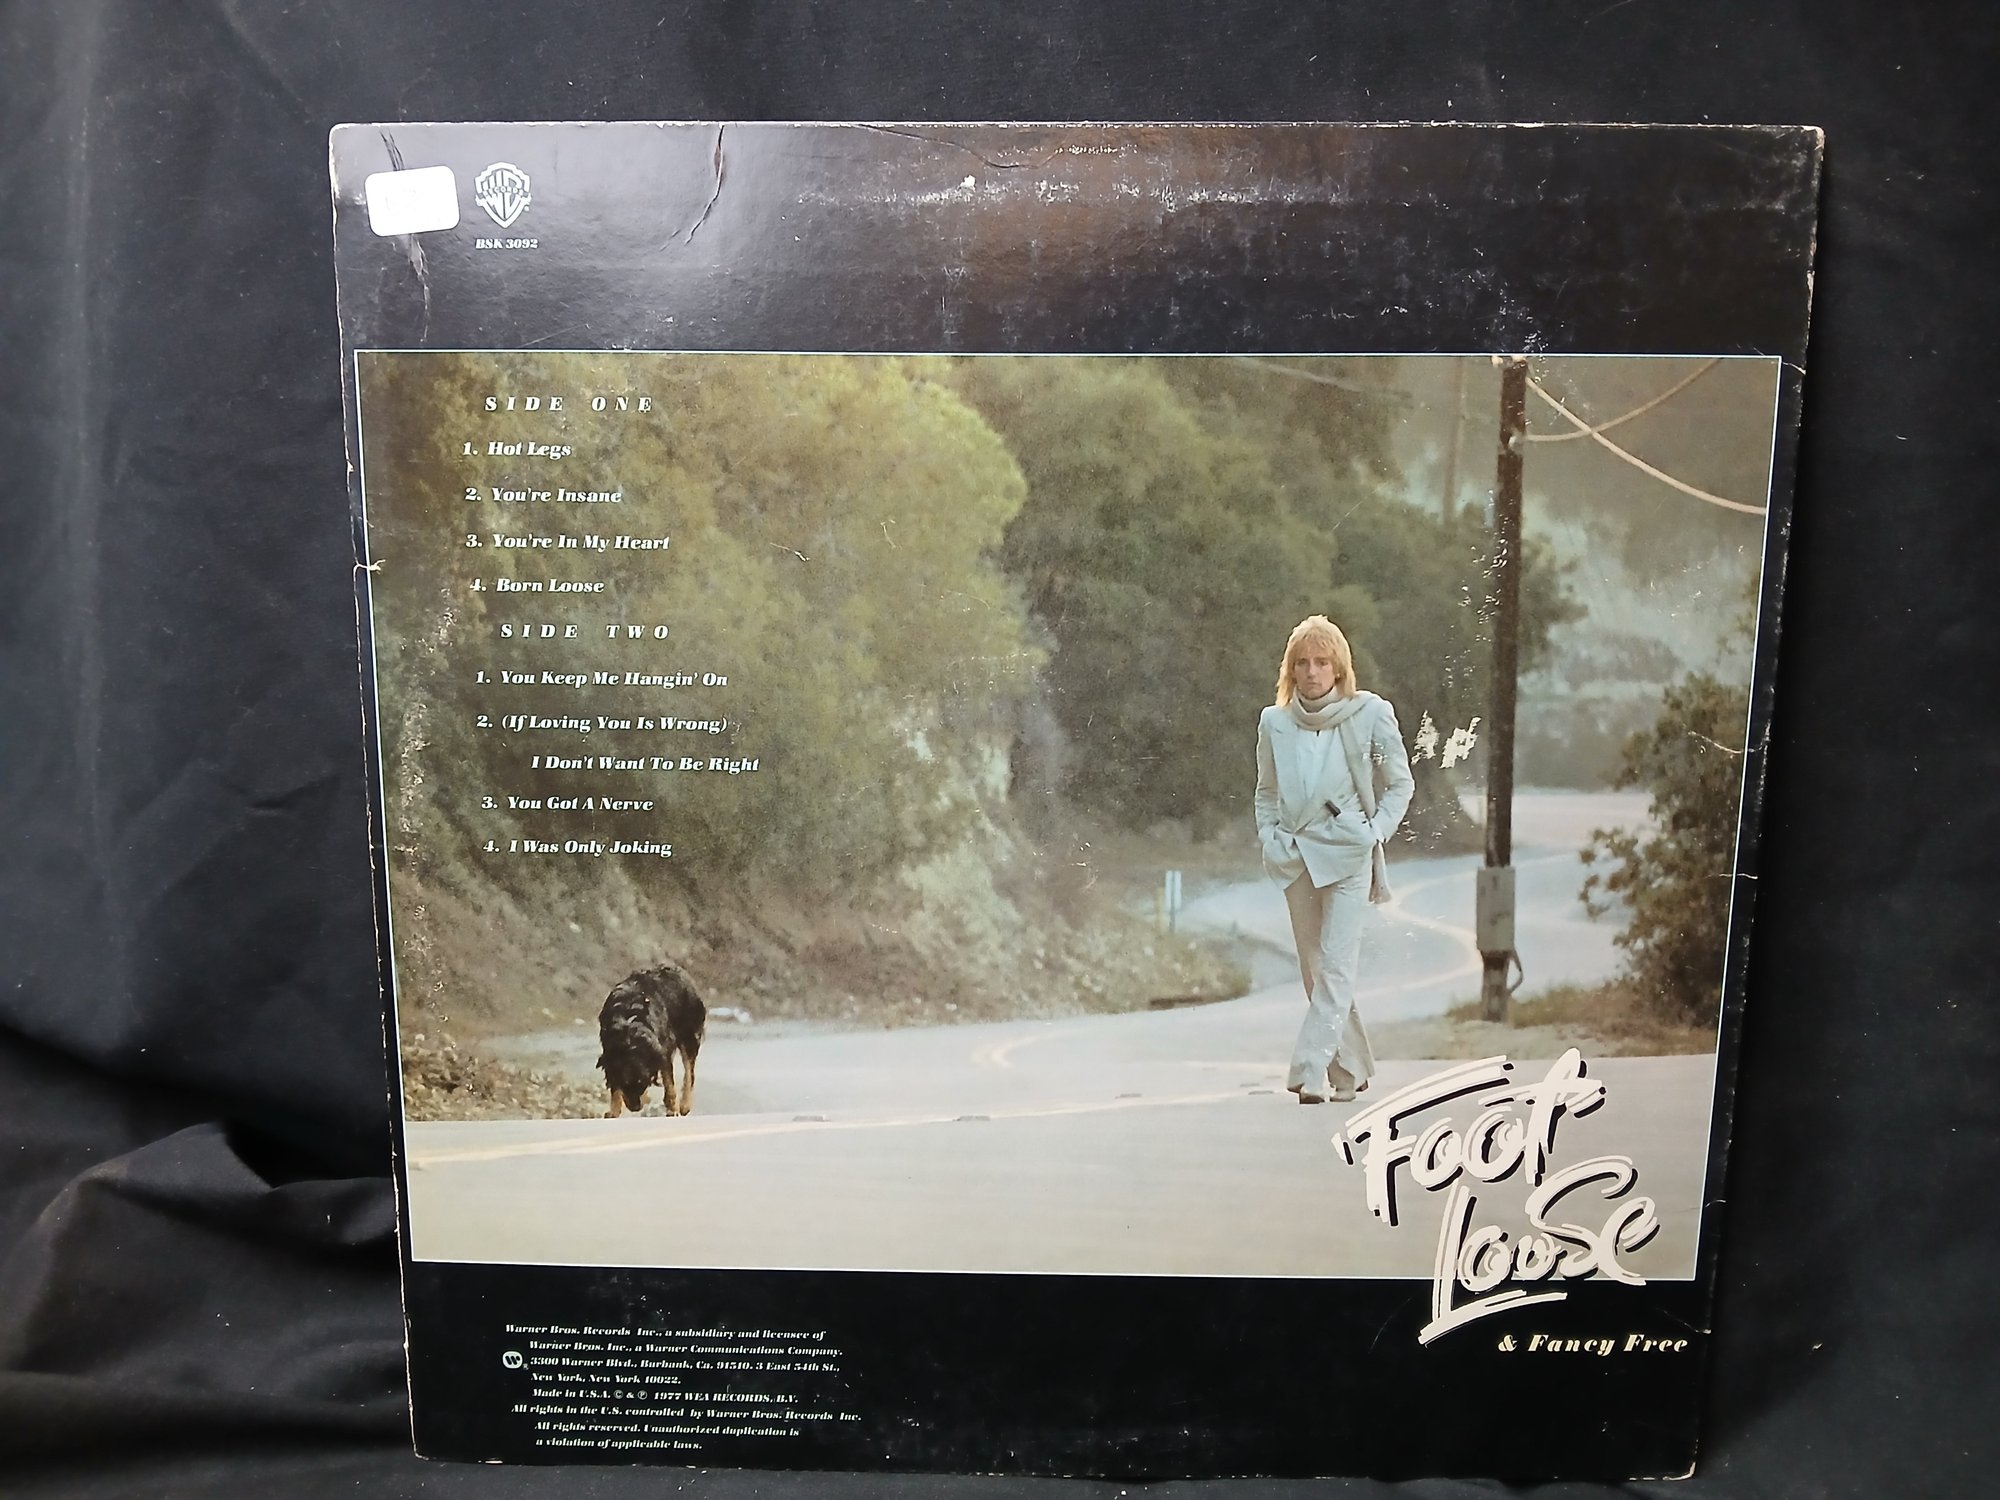 WB
RECORDS
BSK 3092
SIDE ONE
1. Hot Legs
2. You're Insane
3. You're In My Heart
4. Born Loose
SIDE TWO
1. You Keep Me Hangin' On
2. (If Loving You Is Wrong)
I Don't Want To Be Right
3. You Got A Nerve
4. I Was Only Joking
Foot
Loose
& Fancy Free
Warner Bros. Records Inc., a subsidiary and licensee of
Warner Bros. Inc., a Warner Communications Company.
3300 Warner Blvd., Burbank, Ca. 91510. 3 East 54th St.,
New York, New York 10022.
Made in U.S.A. © & ℗ 1977 WEA RECORDS, B.V.
All rights in the U.S. controlled by Warner Bros. Records Inc.
All rights reserved. Unauthorized duplication is
a violation of applicable laws.